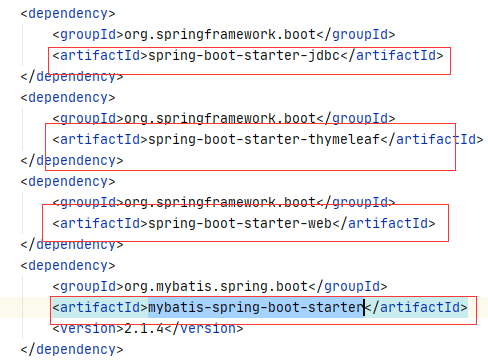 <dependency>
<groupId>org.springframework.boot</groupId>
<artifactId>spring-boot-starter-jdbc</artifactId>
</dependency>
<dependency>
<groupId>org.springframework.boot</groupId>
<artifactId>spring-boot-starter-thymeleaf</artifactId>
</dependency>
<dependency>
<groupId>org.springframework.boot</groupId>
<artifactId>spring-boot-starter-web</artifactId>
</dependency>
<dependency>
<groupId>org.mybatis.spring.boot</groupId>
<artifactId>mybatis-spring-boot-starter</artifactId>
<version>2.1.4</version>
</dependency>